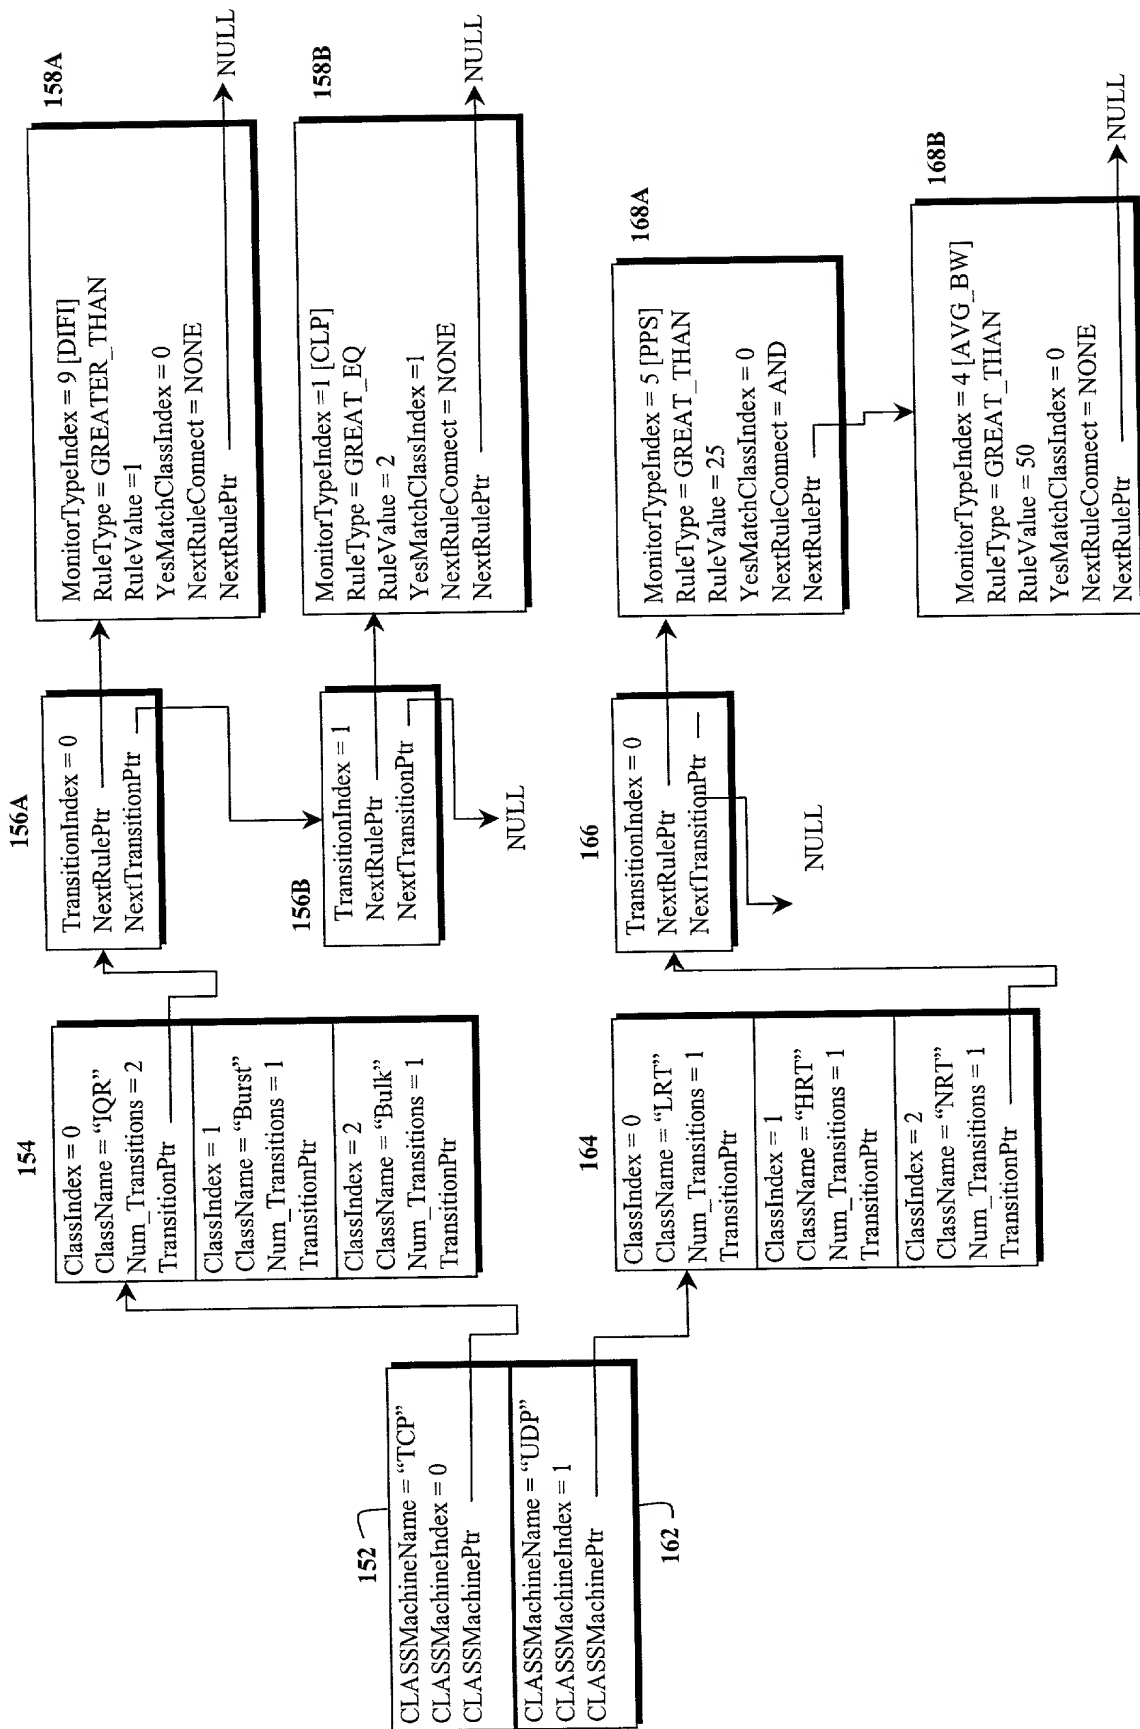 152
CLASSMachineName = “TCP”
CLASSMachineIndex = 0
CLASSMachinePtr
CLASSMachineName = “UDP”
CLASSMachineIndex = 1
CLASSMachinePtr
162
154
ClassIndex = 0
ClassName = “IQR”
Num_Transitions = 2
TransitionPtr
ClassIndex = 1
ClassName = “Burst”
Num_Transitions = 1
TransitionPtr
ClassIndex = 2
ClassName = “Bulk”
Num_Transitions = 1
TransitionPtr
156A
TransitionIndex = 0
NextRulePtr
NextTransitionPtr
156B
TransitionIndex = 1
NextRulePtr
NextTransitionPtr
NULL
158A
MonitorTypeIndex = 9 [DIFI]
RuleType = GREATER_THAN
RuleValue =1
YesMatchClassIndex = 0
NextRuleConnect = NONE
NextRulePtr
NULL
158B
MonitorTypeIndex =1 [CLP]
RuleType = GREAT_EQ
RuleValue = 2
YesMatchClassIndex =1
NextRuleConnect = NONE
NextRulePtr
NULL
164
ClassIndex = 0
ClassName = “LRT”
Num_Transitions = 1
TransitionPtr
ClassIndex = 1
ClassName = “HRT”
Num_Transitions = 1
TransitionPtr
ClassIndex = 2
ClassName = “NRT”
Num_Transitions = 1
TransitionPtr
166
TransitionIndex = 0
NextRulePtr
NextTransitionPtr
NULL
168A
MonitorTypeIndex = 5 [PPS]
RuleType = GREAT_THAN
RuleValue = 25
YesMatchClassIndex = 0
NextRuleConnect = AND
NextRulePtr
168B
MonitorTypeIndex = 4 [AVG_BW]
RuleType = GREAT_THAN
RuleValue = 50
YesMatchClassIndex = 0
NextRuleConnect = NONE
NextRulePtr
NULL